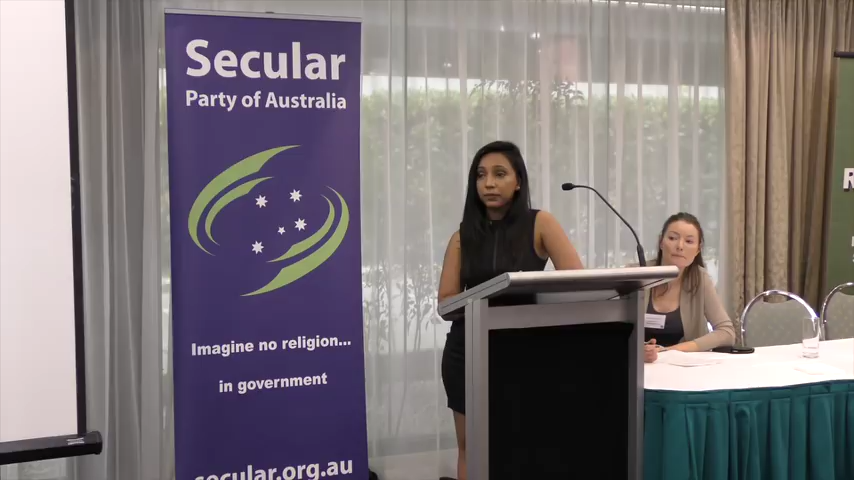 Secular
Party of Australia
Imagine no religion...
in government
secular.org.au
R